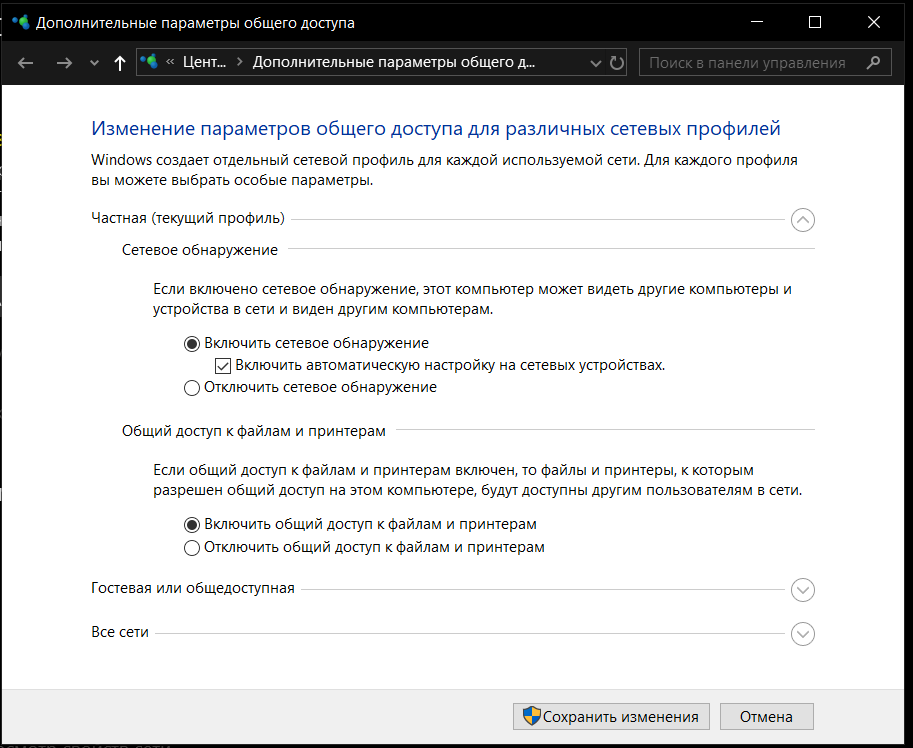 Дополнительные параметры общего доступа
« Цент... > Дополнительные параметры общего д...
Поиск в панели управления
Изменение параметров общего доступа для различных сетевых профилей
Windows создает отдельный сетевой профиль для каждой используемой сети. Для каждого профиля
вы можете выбрать особые параметры.
Частная (текущий профиль)
Сетевое обнаружение
Если включено сетевое обнаружение, этот компьютер может видеть другие компьютеры и
устройства в сети и виден другим компьютерам.
Включить сетевое обнаружение
Включить автоматическую настройку на сетевых устройствах.
Отключить сетевое обнаружение
Общий доступ к файлам и принтерам
Если общий доступ к файлам и принтерам включен, то файлы и принтеры, к которым
разрешен общий доступ на этом компьютере, будут доступны другим пользователям в сети.
Включить общий доступ к файлам и принтерам
Отключить общий доступ к файлам и принтерам
Гостевая или общедоступная
Все сети
Сохранить изменения
Отмена